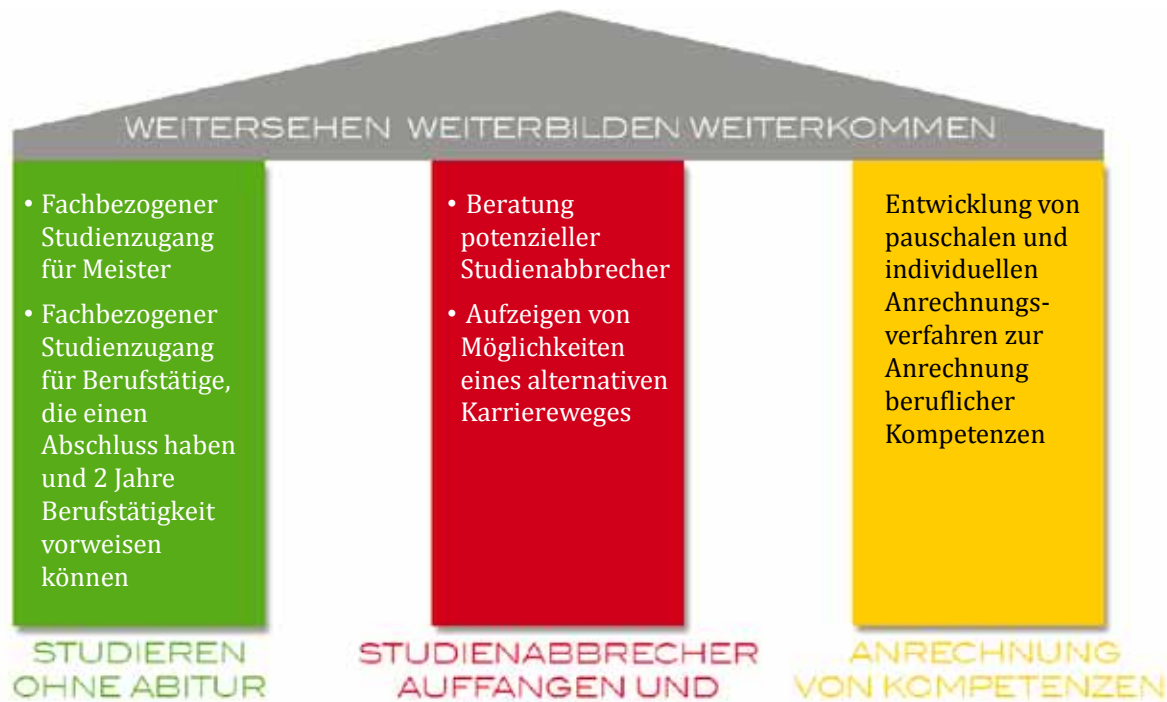 WEITERSEHEN WEITERBILDEN WEITERKOMMEN
• Fachbezogener
Studienzugang
für Meister
• Fachbezogener
Studienzugang
für Berufstätige,
die einen
Abschluss haben
und 2 Jahre
Berufstätigkeit
vorweisen
können
• Beratung
potenzieller
Studienabbrecher
• Aufzeigen von
Möglichkeiten
eines alternativen
Karriereweges
Entwicklung von
pauschalen und
individuellen
Anrechnungs-
verfahren zur
Anrechnung
beruflicher
Kompetenzen
STUDIEREN
OHNE ABITUR
STUDIENABBRECHER
AUFFANGEN UND
ANRECHNUNG
VON KOMPETENZEN